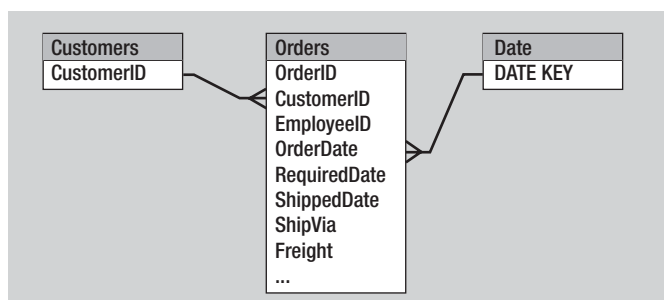 Customers
CustomerID
Orders
OrderID
CustomerID
EmployeeID
OrderDate
RequiredDate
ShippedDate
ShipVia
Freight
...
Date
DATE KEY